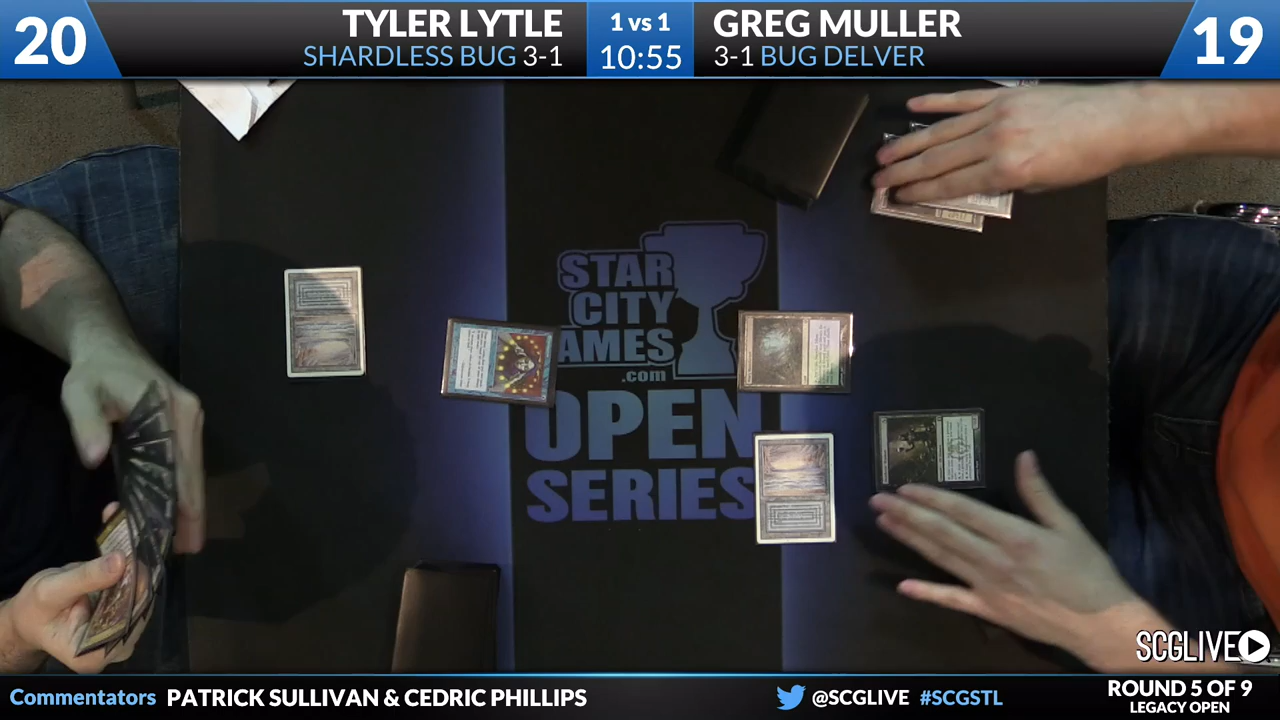 20
TYLER LYTLE
SHARDLESS BUG 3-1
1 vs 1
10:55
GREG MULLER
3-1 BUG DELVER
19
STAR
CITY
GAMES
.com
OPEN
SERIES
SCGLIVE
Commentators PATRICK SULLIVAN & CEDRIC PHILLIPS
@SCGLIVE #SCGSTL
ROUND 5 OF 9
LEGACY OPEN